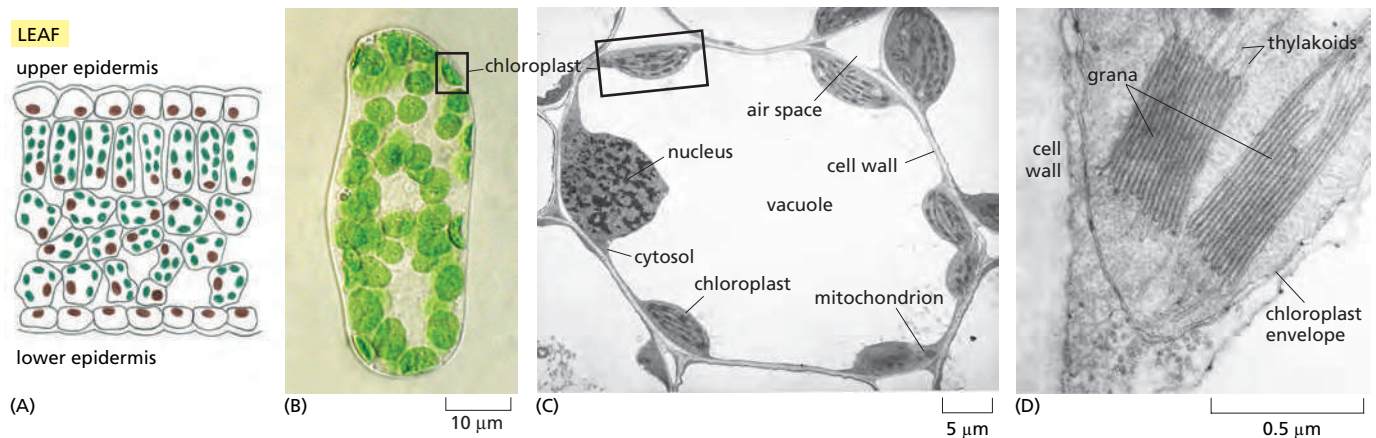 LEAF
upper epidermis
lower epidermis
(A)
(B)
10 μm
chloroplast
nucleus
cytosol
chloroplast
air space
cell wall
vacuole
mitochondrion
(C)
5 μm
thylakoids
grana
cell
wall
chloroplast
envelope
(D)
0.5 μm